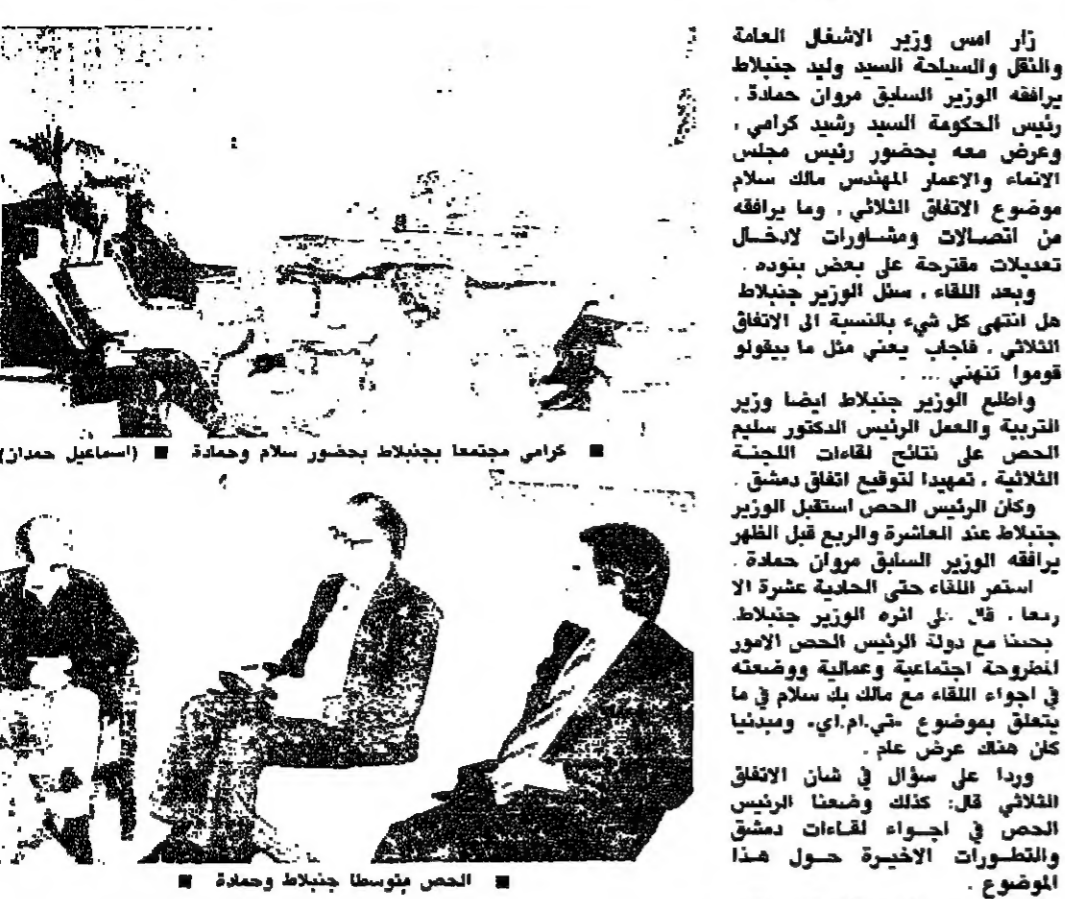 زار امس وزير الاشغال العامة
والنقل والسياحة السيد وليد جنبلاط
يرافقه الوزير السابق مروان حمادة ،
رئيس الحكومة السيد رشيد كرامي ،
وعرض معه بحضور رئيس مجلس
الانماء والاعمار المهندس مالك سلام
موضوع الاتفاق الثلاثي ، وما يرافقه
من اتصالات ومشاورات لادخال
تعديلات مقترحة على بعض بنوده .
وبعد اللقاء ، سئل الوزير جنبلاط
هل انتهى كل شيء بالنسبة الى الاتفاق
الثلاثي ، فاجاب يعني مثل ما بيقولو
قوموا تنهني ... .
واطلع الوزير جنبلاط ايضا وزير
التربية والعمل الرئيس الدكتور سليم
الحص على نتائج لقاءات اللجنة
الثلاثية ، تمهيدا لتوقيع اتفاق دمشق .
وكان الرئيس الحص استقبل الوزير
جنبلاط عند العاشرة والربع قبل الظهر
يرافقه الوزير السابق مروان حمادة .
استمر اللقاء حتى الحادية عشرة الا
ربعا ، قال على اثره الوزير جنبلاط.
بحثنا مع دولة الرئيس الحص الامور
المطروحة اجتماعية وعمالية ووضعته
في اجواء اللقاء مع مالك بك سلام في ما
يتعلق بموضوع «تي.ام.اي» ومبدئيا
كان هناك عرض عام .
وردا على سؤال في شان الاتفاق
الثلاثي قال: كذلك وضعنا الرئيس
الحص في اجواء لقاءات دمشق
والتطورات الاخيرة حول هذا
الموضوع .
■ كرامي مجتمعا بجنبلاط بحضور سلام وحمادة ■ (اسماعيل حمدان)
■ الحص متوسطا جنبلاط وحمادة ■